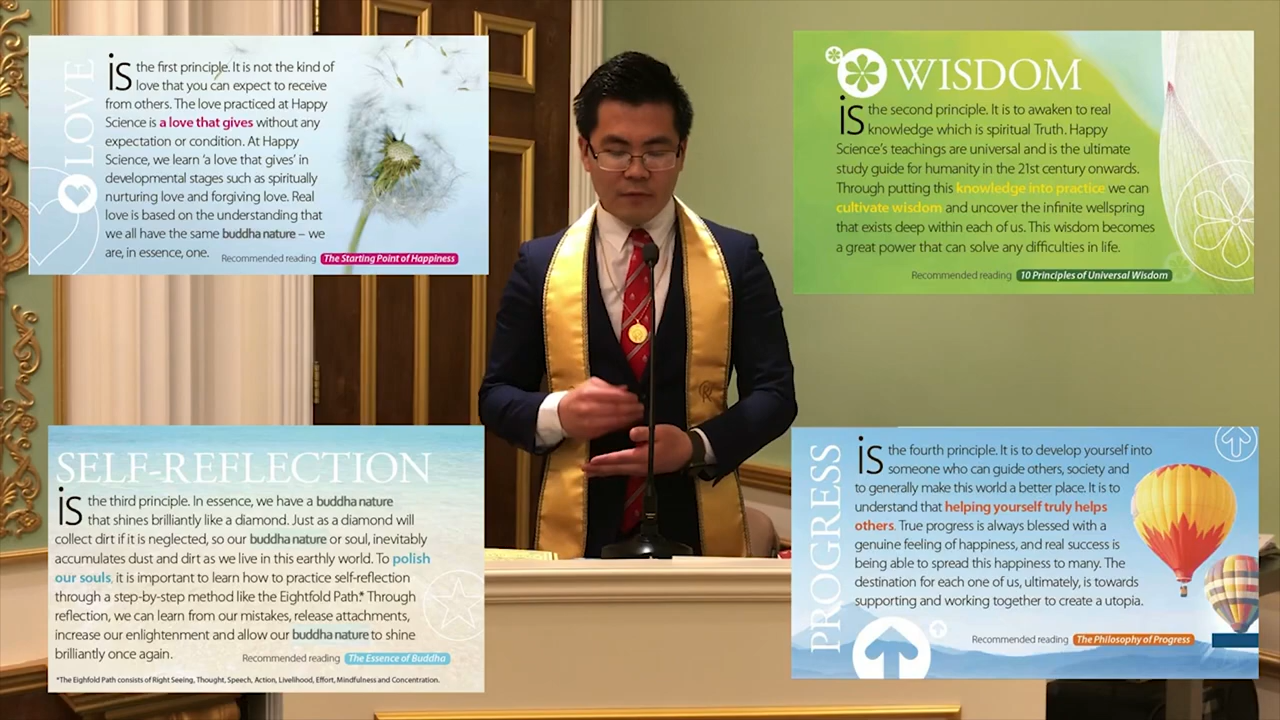 LOVE
is the first principle. It is not the kind of
love that you can expect to receive
from others. The love practiced at Happy
Science is a love that gives without any
expectation or condition. At Happy
Science, we learn ‘a love that gives’ in
developmental stages such as spiritually
nurturing love and forgiving love. Real
love is based on the understanding that
we all have the same buddha nature – we
are, in essence, one.
Recommended reading The Starting Point of Happiness
WISDOM
is the second principle. It is to awaken to real
knowledge which is spiritual Truth. Happy
Science's teachings are universal and is the ultimate
study guide for humanity in the 21st century onwards.
Through putting this knowledge into practice we can
cultivate wisdom and uncover the infinite wellspring
that exists deep within each of us. This wisdom becomes
a great power that can solve any difficulties in life.
Recommended reading 10 Principles of Universal Wisdom
SELF-REFLECTION
is the third principle. In essence, we have a buddha nature
that shines brilliantly like a diamond. Just as a diamond will
collect dirt if it is neglected, so our buddha nature or soul, inevitably
accumulates dust and dirt as we live in this earthly world. To polish
our souls, it is important to learn how to practice self-reflection
through a step-by-step method like the Eightfold Path.* Through
reflection, we can learn from our mistakes, release attachments,
increase our enlightenment and allow our buddha nature to shine
brilliantly once again.
Recommended reading The Essence of Buddha
*The Eighfold Path consists of Right Seeing, Thought, Speech, Action, Livelihood, Effort, Mindfulness and Concentration.
PROGRESS
is the fourth principle. It is to develop yourself into
someone who can guide others, society and
to generally make this world a better place. It is to
understand that helping yourself truly helps
others. True progress is always blessed with a
genuine feeling of happiness, and real success is
being able to spread this happiness to many. The
destination for each one of us, ultimately, is towards
supporting and working together to create a utopia.
Recommended reading The Philosophy of Progress